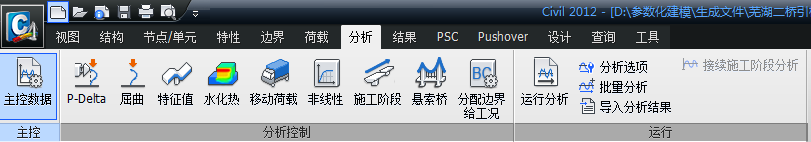 Civil 2012 - [D:\参数化建模\生成文件\芜湖二桥引
视图 结构 节点/单元 特性 边界 荷载 分析 结果 PSC Pushover 设计 查询 工具
主控数据 P-Delta 屈曲 特征值 水化热 移动荷载 非线性 施工阶段 悬索桥 分配边界给工况 运行分析
分析选项 接续施工阶段分析
批量分析
导入分析结果
主控 分析控制 运行